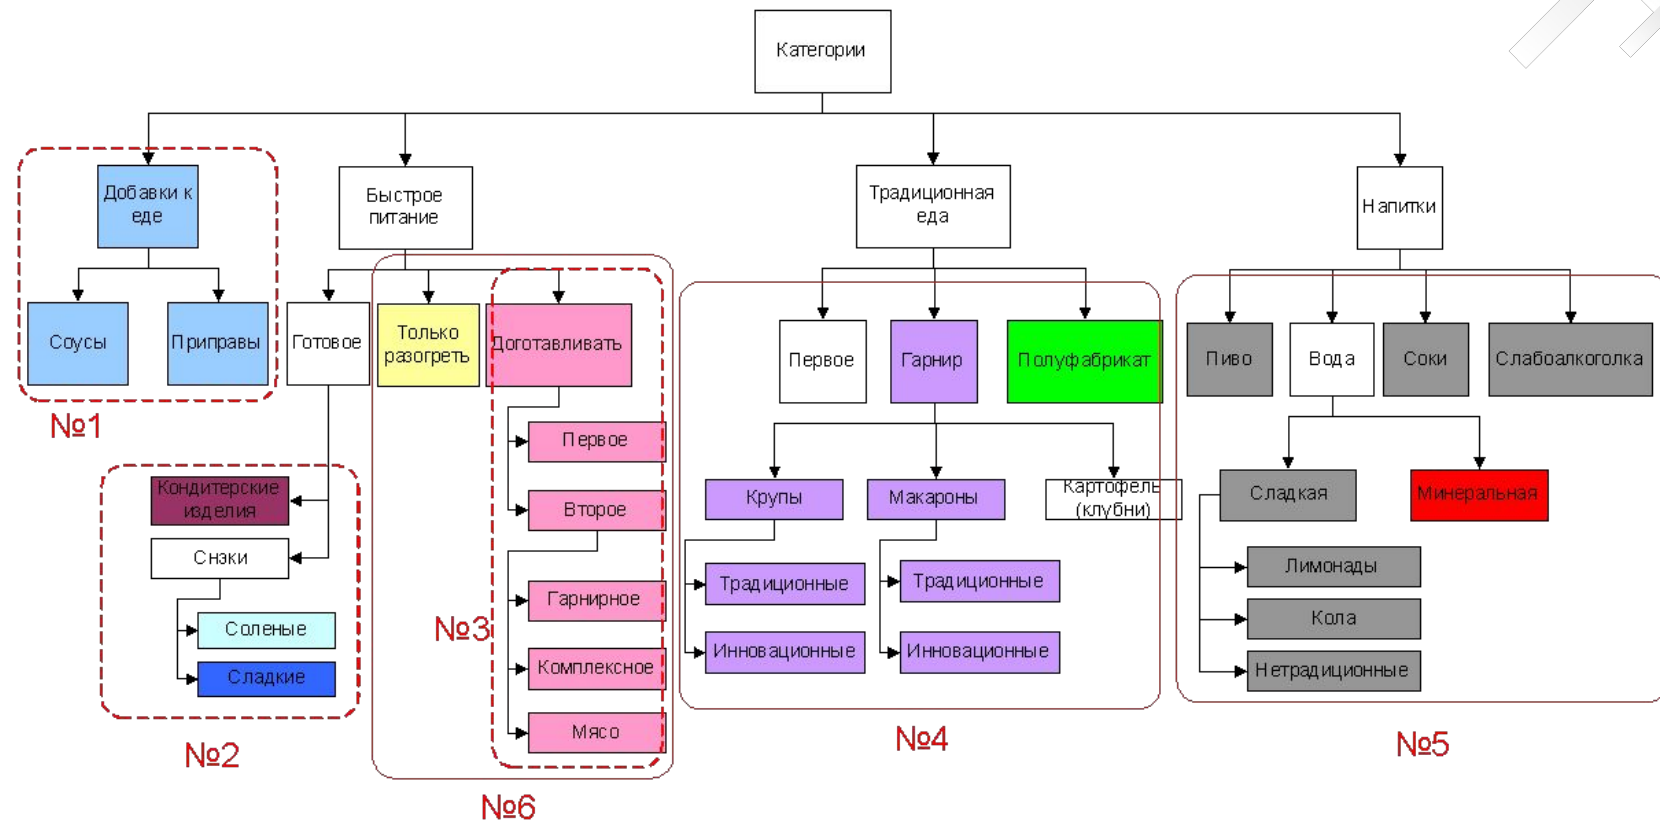 Категории
Добавки к
еде
Быстрое
питание
Традиционная
еда
Напитки
Соусы
Приправы
Готовое
Только
разогреть
Доготавливать
Первое
Гарнир
Полуфабрикат
Пиво
Вода
Соки
Слабоалкоголка
№1
Первое
Второе
Гарнирное
Комплексное
Мясо
Кондитерские
изделия
Снэки
Соленые
Сладкие
№2
№3
№6
Крупы
Макароны
Картофель
(клубни)
Традиционные
Инновационные
Традиционные
Инновационные
№4
Сладкая
Минеральная
Лимонады
Кола
Нетрадиционные
№5